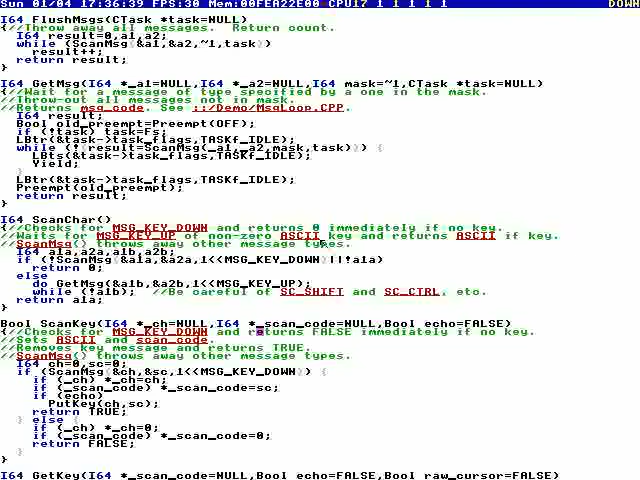 Sun 01/04 17:36:39 FPS:30 Mem:00FEA22E00 CPU17 1 1 1 1 1 DOWN
I64 FlushMsgs(CTask *task=NULL)
{//Throw away all messages.  Return count.
  I64 result=0,a1,a2;
  while (ScanMsg(&a1,&a2,~1,task))
    result++;
  return result;
}
I64 GetMsg(I64 *_a1=NULL,I64 *_a2=NULL,I64 mask=~1,CTask *task=NULL)
{//Wait for a message of type specified by a one in the mask.
//Throw-out all messages not in mask.
//Returns msg_code. See ::/Demo/MsgLoop.CPP.
  I64 result;
  Bool old_preempt=Preempt(OFF);
  if (!task) task=Fs;
  LBtr(&task->task_flags,TASKf_IDLE);
  while (!(result=ScanMsg(_a1,_a2,mask,task))) {
    LBts(&task->task_flags,TASKf_IDLE);
    Yield;
  }
  LBtr(&task->task_flags,TASKf_IDLE);
  Preempt(old_preempt);
  return result;
}
I64 ScanChar()
{//Checks for MSG_KEY_DOWN and returns 0 immediately if no key.
//Waits for MSG_KEY_UP of non-zero ASCII key and returns ASCII if key.
//ScanMsg() throws away other message types.
  I64 a1a,a2a,a1b,a2b;
  if (!ScanMsg(&a1a,&a2a,1<<MSG_KEY_DOWN)||!a1a)
    return 0;
  else
    do GetMsg(&a1b,&a2b,1<<MSG_KEY_UP);
    while (!a1b);  //Be careful of SC_SHIFT and SC_CTRL, etc.
  return a1a;
}
Bool ScanKey(I64 *_ch=NULL,I64 *_scan_code=NULL,Bool echo=FALSE)
{//Checks for MSG_KEY_DOWN and returns FALSE immediately if no key.
//Sets ASCII and scan_code.
//Removes key message and returns TRUE.
//ScanMsg() throws away other message types.
  I64 ch=0,sc=0;
  if (ScanMsg(&ch,&sc,1<<MSG_KEY_DOWN)) {
    if (_ch) *_ch=ch;
    if (_scan_code) *_scan_code=sc;
    if (echo)
      PutKey(ch,sc);
    return TRUE;
  } else {
    if (_ch) *_ch=0;
    if (_scan_code) *_scan_code=0;
    return FALSE;
  }
}
I64 GetKey(I64 *_scan_code=NULL,Bool echo=FALSE,Bool raw_cursor=FALSE)